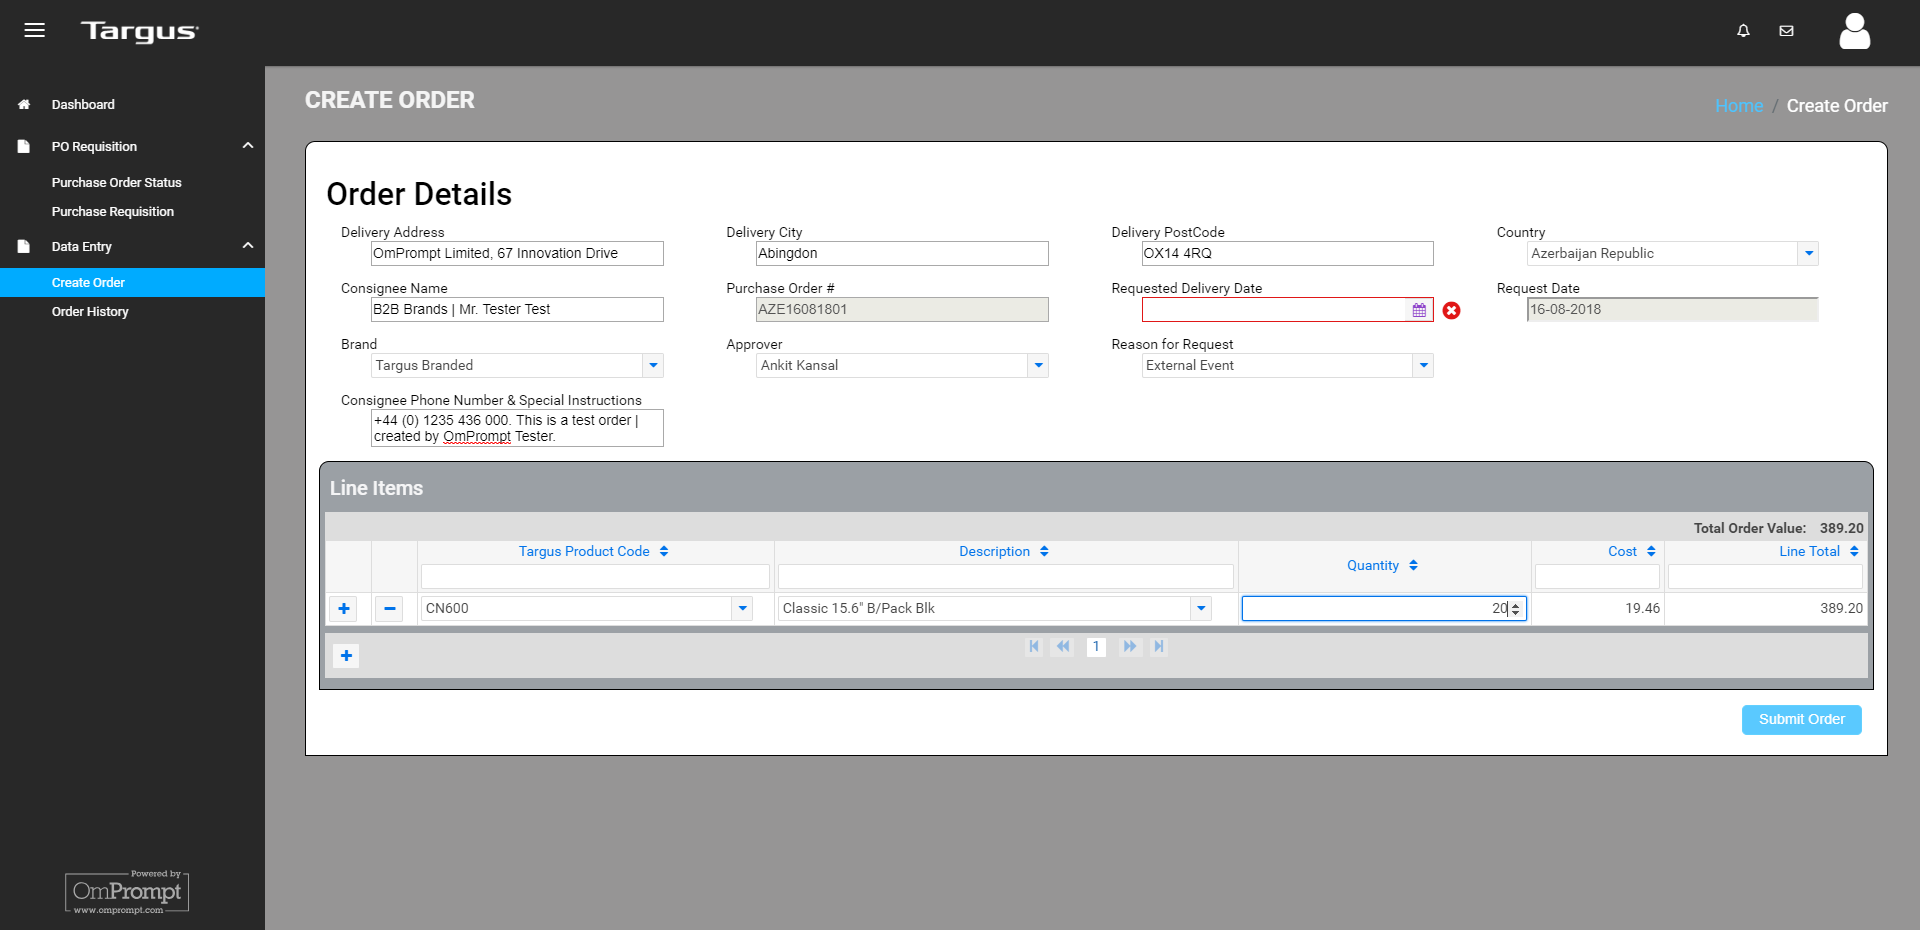 Targus
Dashboard
PO Requisition
Purchase Order Status
Purchase Requisition
Data Entry
Create Order
Order History
Powered by
OmPrompt
www.omprompt.com
CREATE ORDER
Home / Create Order
Order Details
Delivery Address
OmPrompt Limited, 67 Innovation Drive
Delivery City
Abingdon
Delivery PostCode
OX14 4RQ
Country
Azerbaijan Republic
Consignee Name
B2B Brands | Mr. Tester Test
Purchase Order #
AZE16081801
Requested Delivery Date
Request Date
16-08-2018
Brand
Targus Branded
Approver
Ankit Kansal
Reason for Request
External Event
Consignee Phone Number & Special Instructions
+44 (0) 1235 436 000. This is a test order |
created by OmPrompt Tester.
Line Items
Total Order Value: 389.20
Targus Product Code Description Quantity Cost Line Total
CN600 Classic 15.6" B/Pack Blk 20 19.46 389.20
1
Submit Order